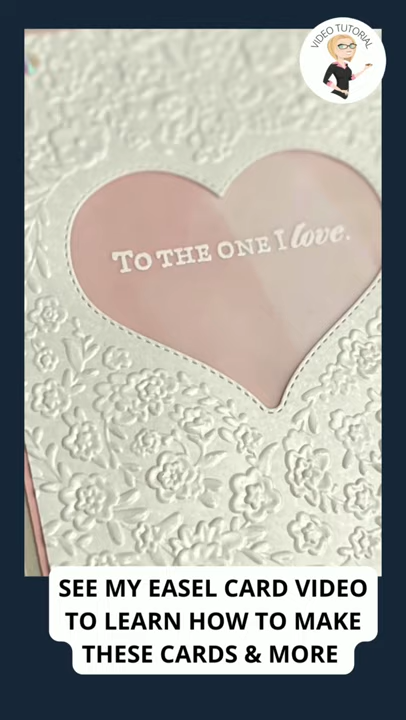 VIDEO TUTORIAL
TO THE ONE I love.
SEE MY EASEL CARD VIDEO
TO LEARN HOW TO MAKE
THESE CARDS & MORE